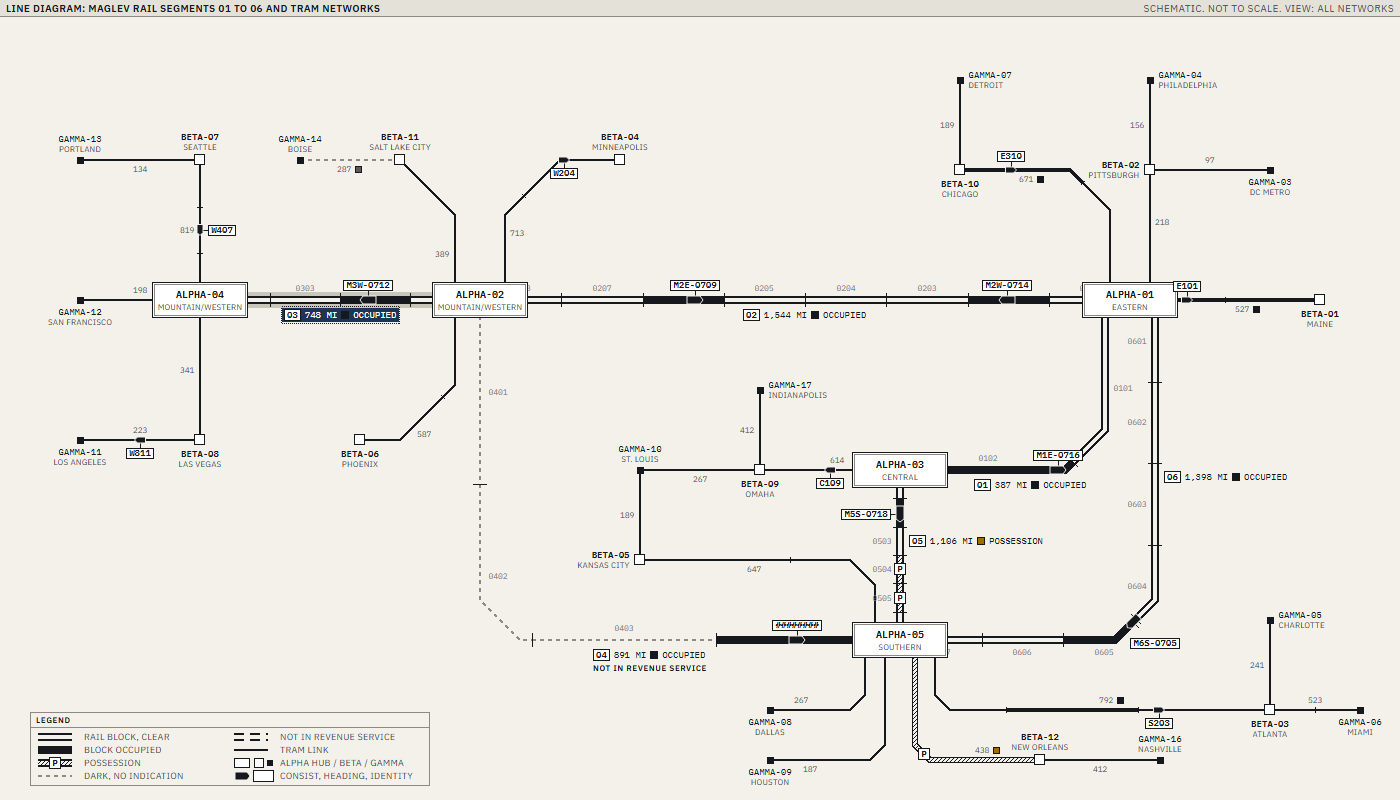 LINE DIAGRAM: MAGLEV RAIL SEGMENTS 01 TO 06 AND TRAM NETWORKS
SCHEMATIC. NOT TO SCALE. VIEW: ALL NETWORKS
GAMMA-07
DETROIT
GAMMA-04
PHILADELPHIA
189
156
GAMMA-13
PORTLAND
BETA-07
SEATTLE
GAMMA-14
BOISE
BETA-11
SALT LAKE CITY
BETA-04
MINNEAPOLIS
134
287
W204
E310
671
BETA-10
CHICAGO
BETA-02
PITTSBURGH
97
GAMMA-03
DC METRO
819
W407
389
713
218
198
GAMMA-12
SAN FRANCISCO
ALPHA-04
MOUNTAIN/WESTERN
0303
M3W-0712
03 748 MI OCCUPIED
ALPHA-02
MOUNTAIN/WESTERN
0207
M2E-0709
0205
0204
0203
M2W-0714
02 1,544 MI OCCUPIED
ALPHA-01
EASTERN
E101
527
BETA-01
MAINE
341
0401
0601
0101
0602
GAMMA-17
INDIANAPOLIS
412
587
223
W811
GAMMA-11
LOS ANGELES
BETA-08
LAS VEGAS
BETA-06
PHOENIX
GAMMA-10
ST. LOUIS
267
BETA-09
OMAHA
614
C109
ALPHA-03
CENTRAL
0102
M1E-0716
01 387 MI OCCUPIED
06 1,398 MI OCCUPIED
189
M5S-0718
0503
05 1,106 MI POSSESSION
0603
BETA-05
KANSAS CITY
647
0504
P
0505
P
0402
0604
0403
########
04 891 MI OCCUPIED
NOT IN REVENUE SERVICE
ALPHA-05
SOUTHERN
0606
0605
M6S-0705
GAMMA-05
CHARLOTTE
241
267
GAMMA-08
DALLAS
792
S203
523
BETA-03
ATLANTA
GAMMA-06
MIAMI
GAMMA-16
NASHVILLE
BETA-12
NEW ORLEANS
P
438
412
187
GAMMA-09
HOUSTON
LEGEND
RAIL BLOCK, CLEAR
NOT IN REVENUE SERVICE
BLOCK OCCUPIED
TRAM LINK
P
POSSESSION
ALPHA HUB / BETA / GAMMA
DARK, NO INDICATION
CONSIST, HEADING, IDENTITY